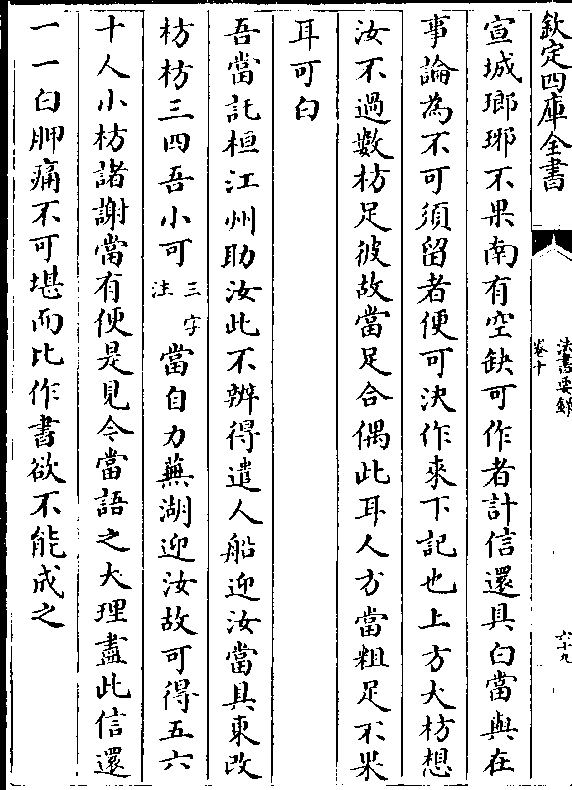 欽定四庫全書
法書要錄
卷十
六十九
宣城瑯琊不果南有空缺可作者計信還具白當與在
事論為不可須留者便可決作來下記也上方大枋想
汝不過數枋足彼故當足合偶此耳人方當粗足不果
耳可白
吾當託桓江州助汝此不辨得遣人船迎汝當具東改
枋枋三四吾小可三字注當自力蕪湖迎汝故可得五六
十人小枋諸謝當有便是見今當語之大理盡此信還
一一白胛痛不可堪而比作書欲不能成之